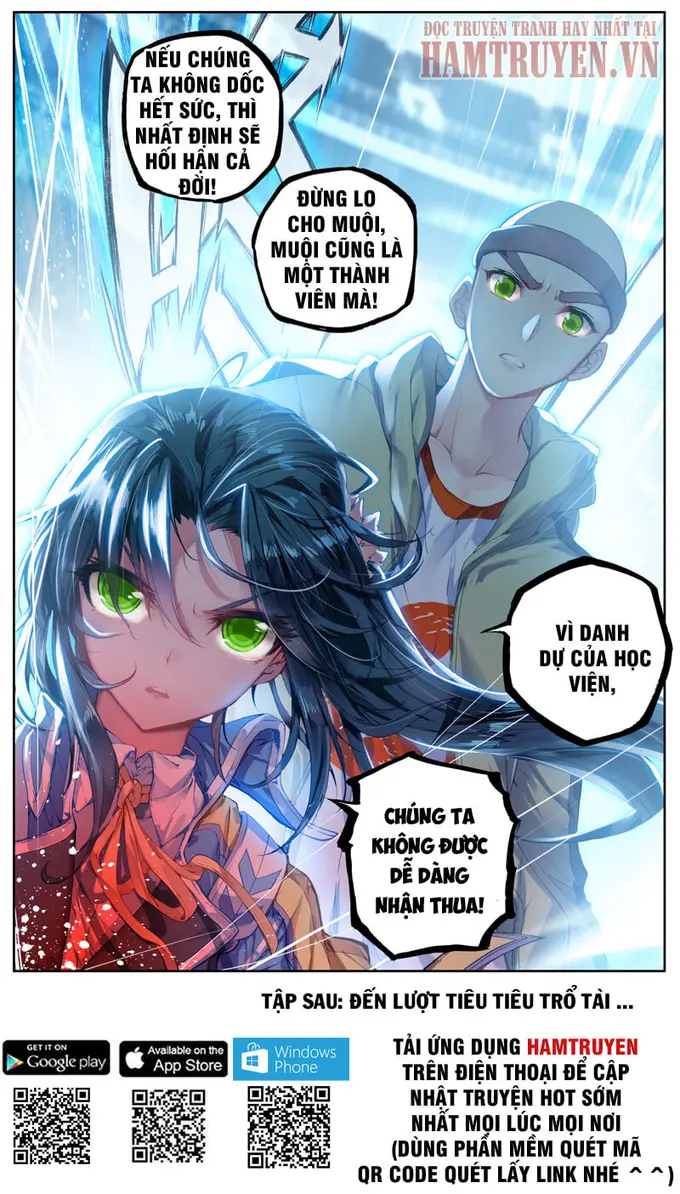 ĐỌC TRUYỆN TRANH HAY NHẤT TẠI
HAMTRUYEN.VN
NẾU CHÚNG
TA KHÔNG DỐC
HẾT SỨC, THÌ
NHẤT ĐỊNH SẼ
HỐI HẬN CẢ
ĐỜI!
ĐỪNG LO
CHO MUỘI,
MUỘI CŨNG LÀ
MỘT THÀNH
VIÊN MÀ!
VÌ DANH
DỰ CỦA HỌC
VIỆN,
CHÚNG TA
KHÔNG ĐƯỢC
DỄ DÀNG
NHẬN THUA!
TẬP SAU: ĐẾN LƯỢT TIÊU TIÊU TRỔ TÀI ...
GET IT ON
Google play
Available on the
App Store
Windows
Phone
TẢI ỨNG DỤNG HAMTRUYEN
TRÊN ĐIỆN THOẠI ĐỂ CẬP
NHẬT TRUYỆN HOT SỚM
NHẤT MỌI LÚC MỌI NƠI
(DÙNG PHẦN MỀM QUÉT MÃ
QR CODE QUÉT LẤY LINK NHÉ ^ ^)